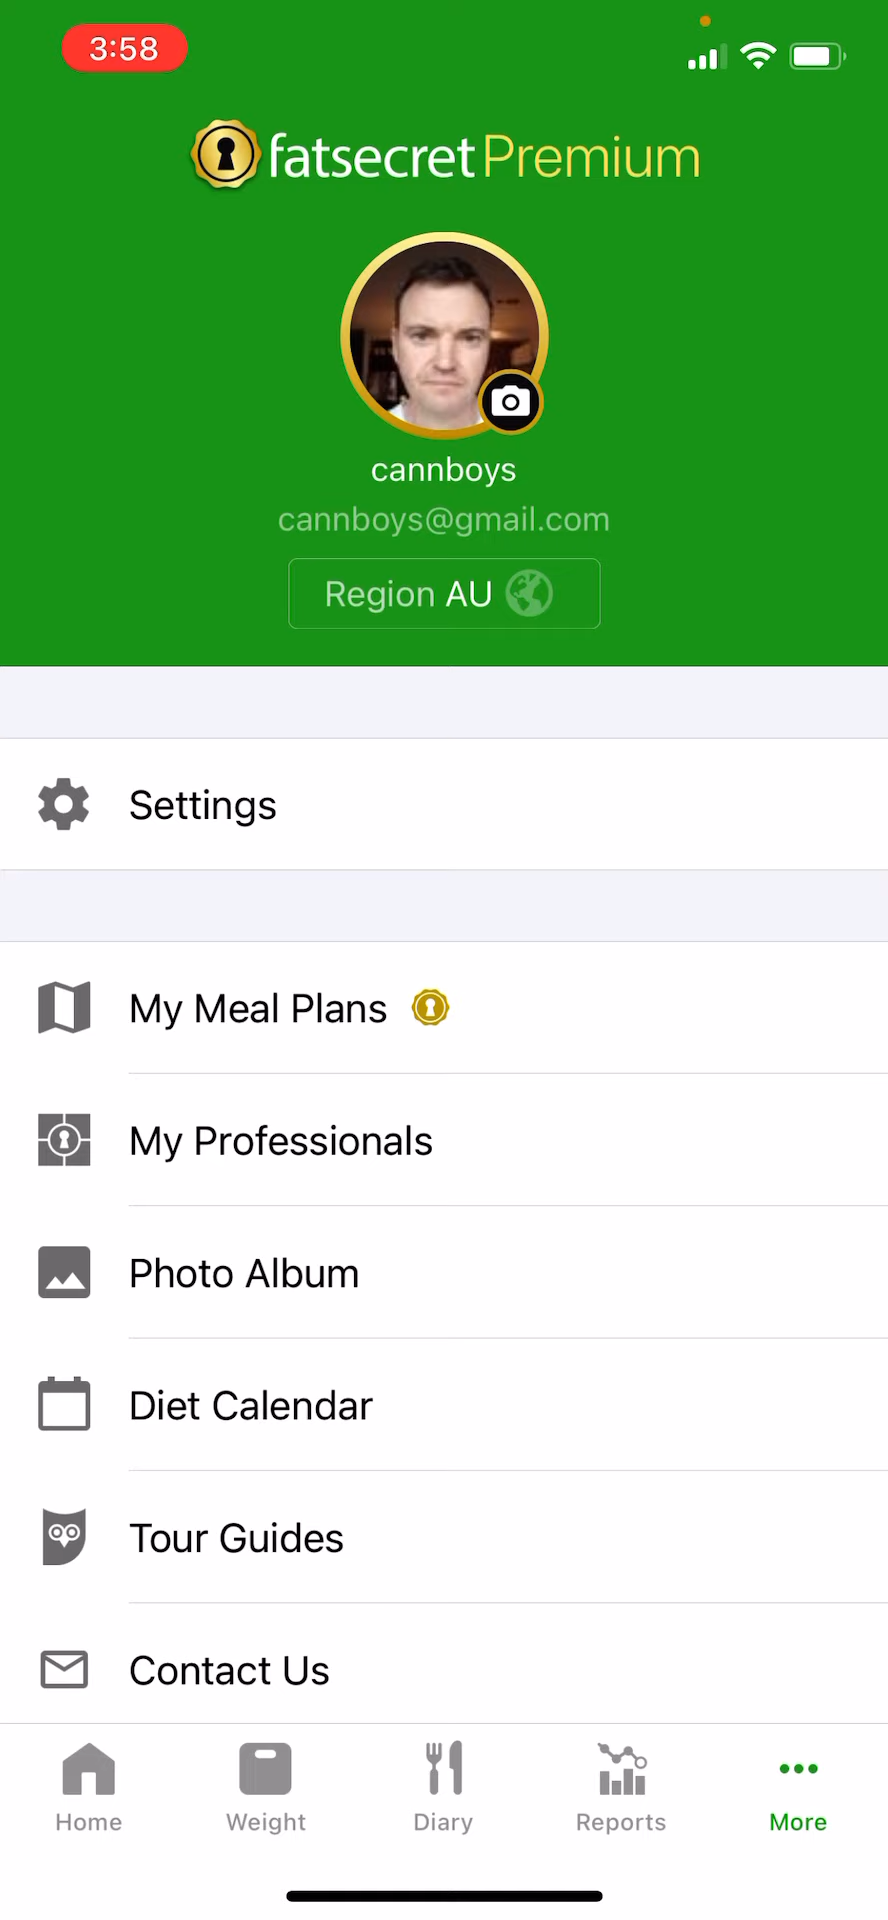 3:58
fatsecret Premium
cannboys
cannboys@gmail.com
Region AU
Settings
My Meal Plans
My Professionals
Photo Album
Diet Calendar
Tour Guides
Contact Us
Home Weight Diary Reports More